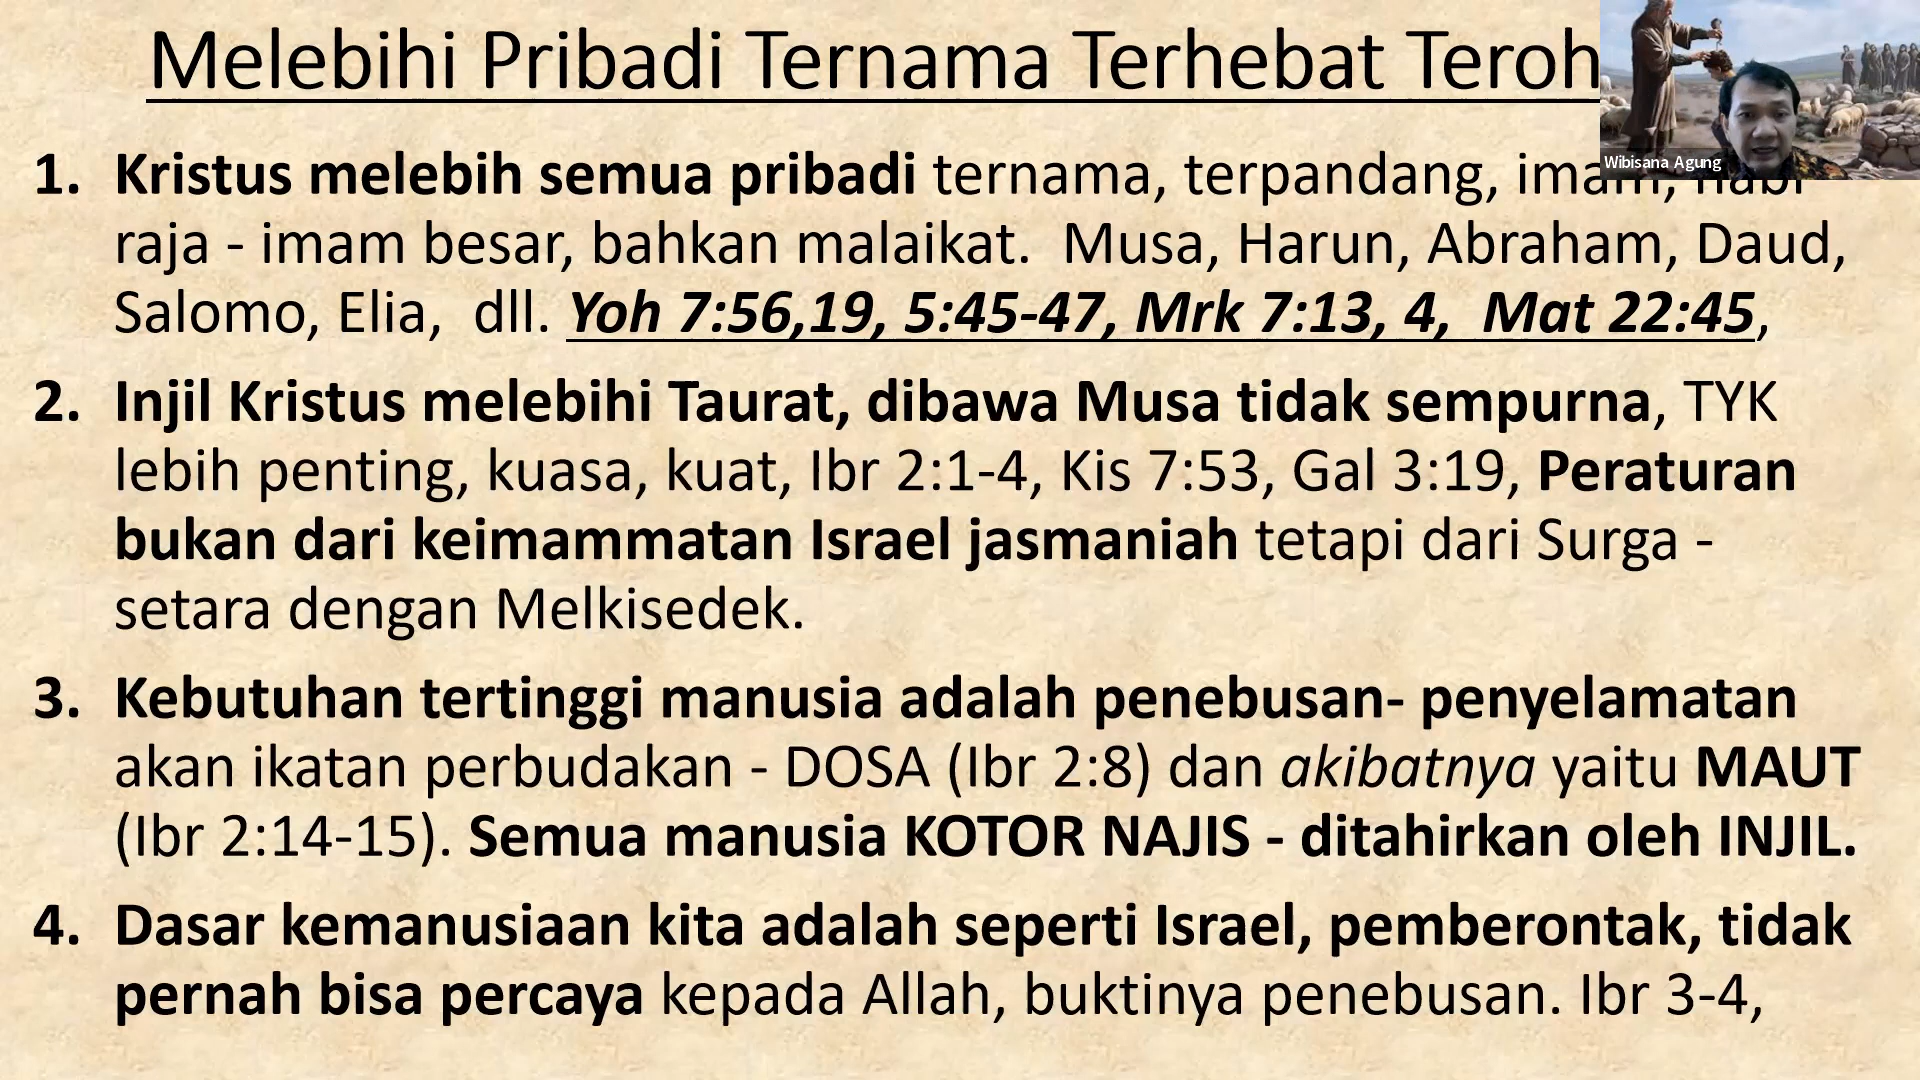 Melebihi Pribadi Ternama Terhebat Teroh
1. Kristus melebih semua pribadi ternama, terpandang, imam, nabi
raja - imam besar, bahkan malaikat. Musa, Harun, Abraham, Daud,
Salomo, Elia, dll. Yoh 7:56,19, 5:45-47, Mrk 7:13, 4, Mat 22:45,
2. Injil Kristus melebihi Taurat, dibawa Musa tidak sempurna, TYK
lebih penting, kuasa, kuat, Ibr 2:1-4, Kis 7:53, Gal 3:19, Peraturan
bukan dari keimammatan Israel jasmaniah tetapi dari Surga -
setara dengan Melkisedek.
3. Kebutuhan tertinggi manusia adalah penebusan- penyelamatan
akan ikatan perbudakan - DOSA (Ibr 2:8) dan akibatnya yaitu MAUT
(Ibr 2:14-15). Semua manusia KOTOR NAJIS - ditahirkan oleh INJIL.
4. Dasar kemanusiaan kita adalah seperti Israel, pemberontak, tidak
pernah bisa percaya kepada Allah, buktinya penebusan. Ibr 3-4,
Wibisana Agung